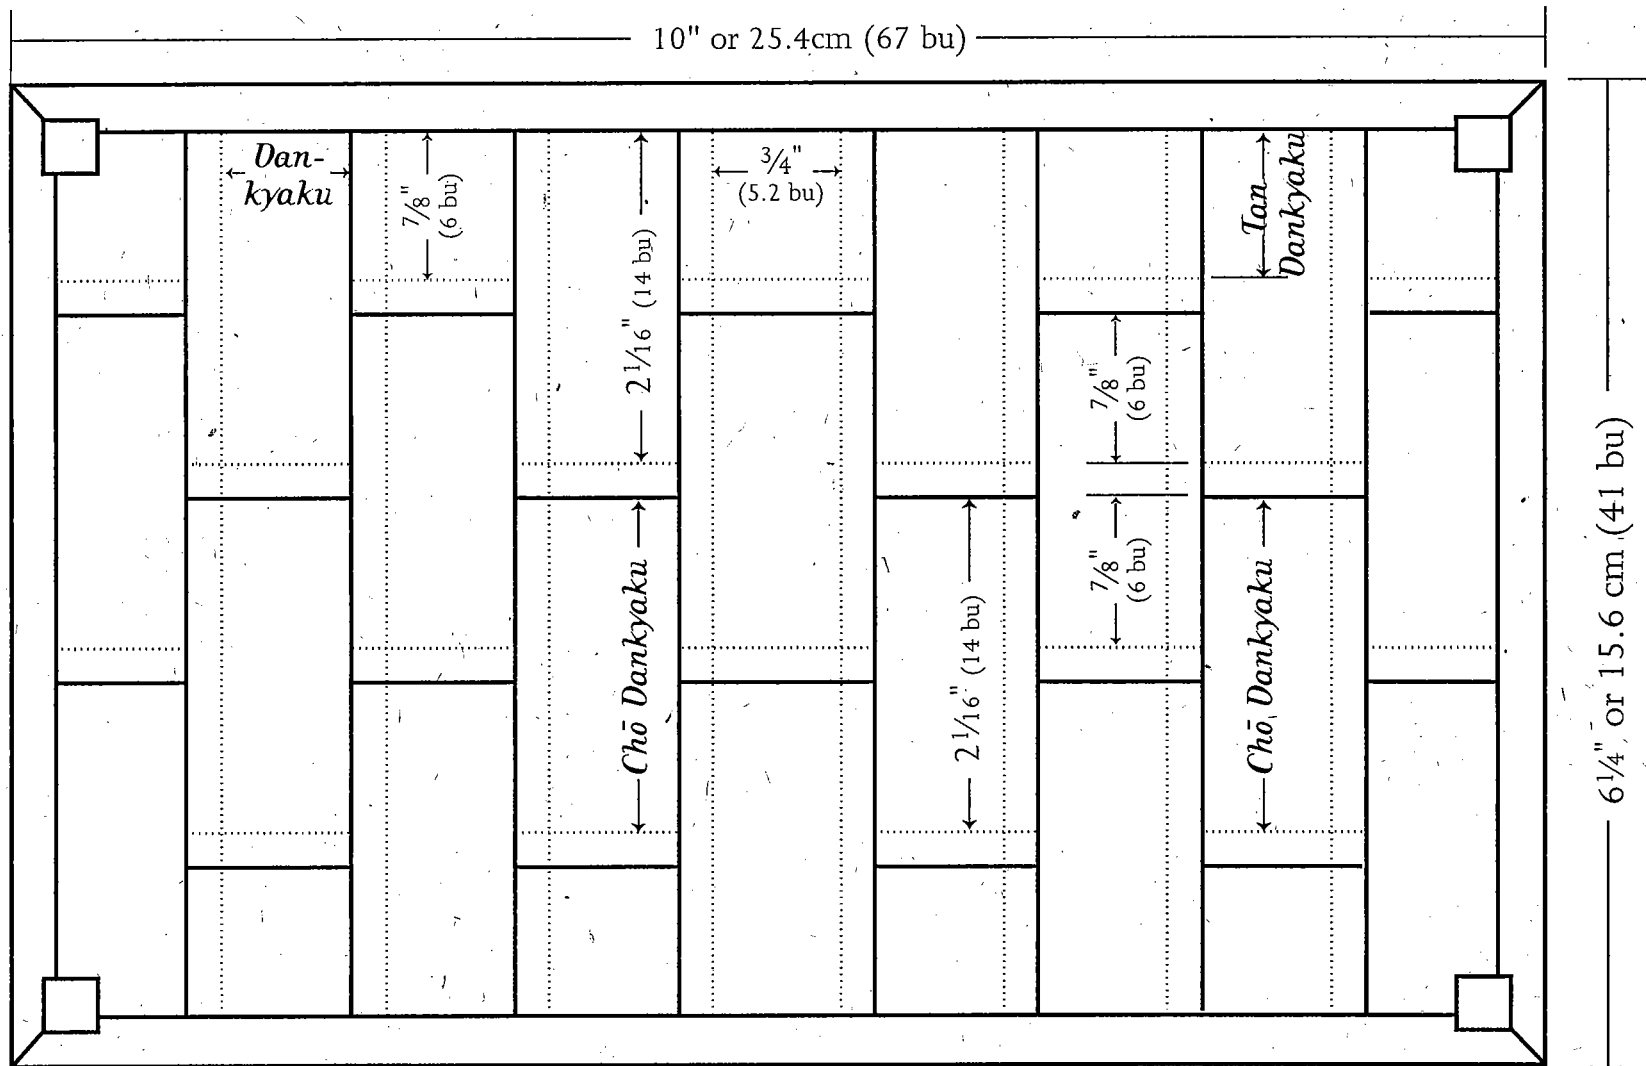 10" or 25.4cm (67 bu)
Dan-
kyaku
7/8"
(6 bu)
2 1/16" (14 bu)
3/4"
(5.2 bu)
Tan
Dankyaku
7/8"
(6 bu)
7/8"
(6 bu)
Chō Dankyaku
2 1/16" (14 bu)
Chō Dankyaku
6 1/4" or 15.6 cm (41 bu)